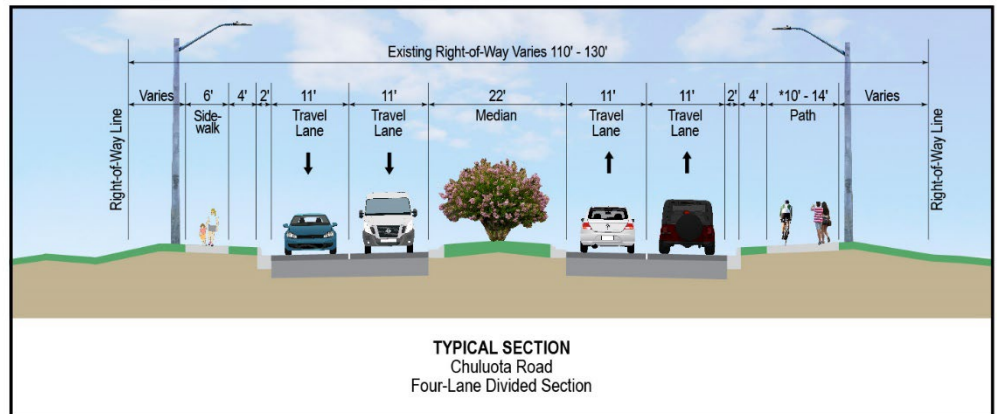 Existing Right-of-Way Varies 110' - 130'
Varies 6' 4' 2' 11' 11' 22' 11' 11' 2' 4' *10' - 14' Varies
Side-
walk
Travel
Lane
Travel
Lane
Median
Travel
Lane
Travel
Lane
Path
Right-of-Way Line
Right-of-Way Line
TYPICAL SECTION
Chuluota Road
Four-Lane Divided Section